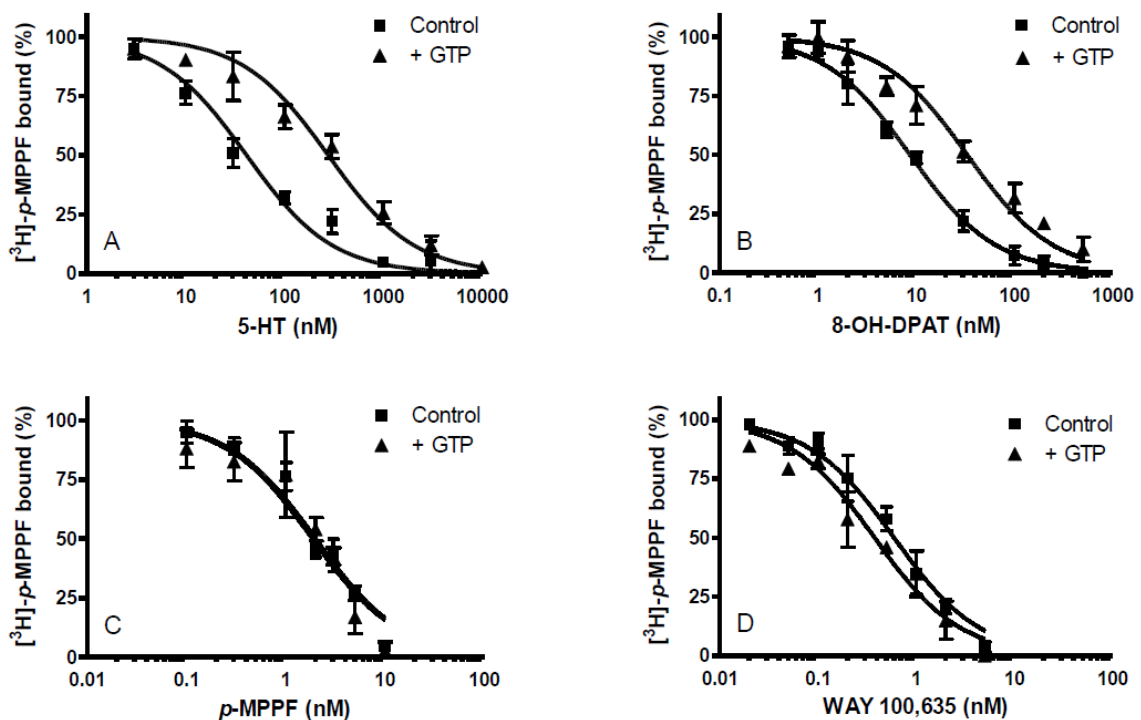 Control
+ GTP
[³H]-p-MPPF bound (%)
100
75
50
25
0
A
1 10 100 1000 10000
5-HT (nM)
Control
+ GTP
[³H]-p-MPPF bound (%)
100
75
50
25
0
B
0.1 1 10 100 1000
8-OH-DPAT (nM)
Control
+ GTP
[³H]-p-MPPF bound (%)
100
75
50
25
0
C
0.01 0.1 1 10 100
p-MPPF (nM)
Control
+ GTP
[³H]-p-MPPF bound (%)
100
75
50
25
0
D
0.01 0.1 1 10 100
WAY 100,635 (nM)